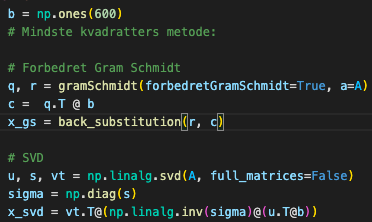 b = np.ones(600)
# Mindste kvadratters metode:
# Forbedret Gram Schmidt
q, r = gramSchmidt(forbedretGramSchmidt=True, a=A)
c =  q.T @ b
x_gs = back_substitution(r, c)
# SVD
u, s, vt = np.linalg.svd(A, full_matrices=False)
sigma = np.diag(s)
x_svd = vt.T@(np.linalg.inv(sigma)@(u.T@b))